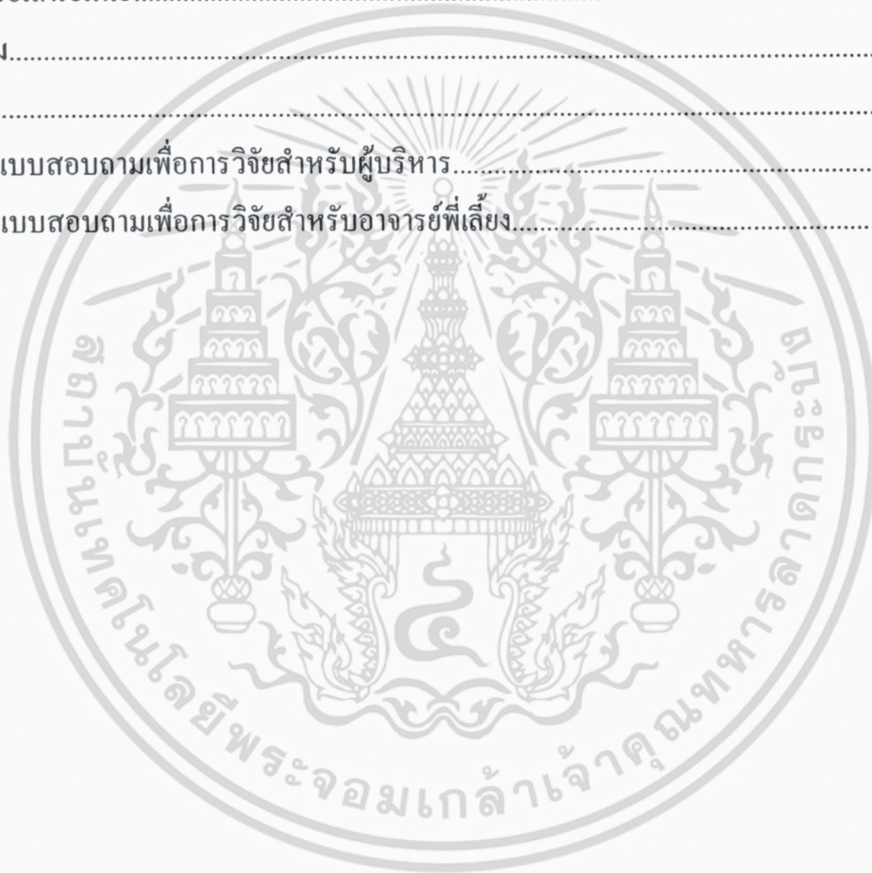 ม
แบบสอบถามเพื่อการวิจัยสำหรับผู้บริหาร
แบบสอบถามเพื่อการวิจัยสำหรับอาจารย์พี่เลี้ยง
สถาบันเทคโนโลยีพระจอมเกล้าเจ้าคุณทหารลาดกระบัง
๔